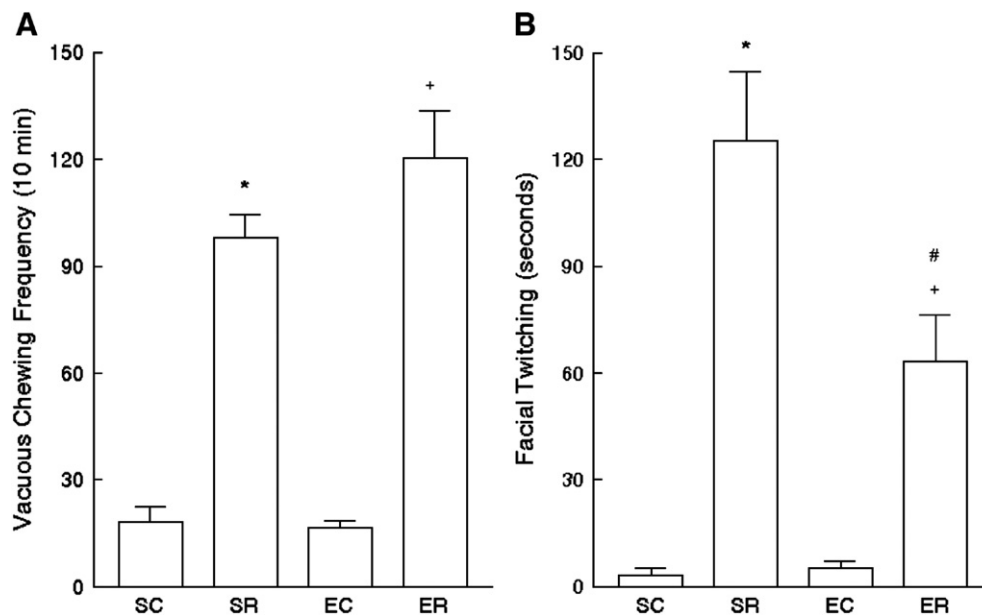 A
Vacuous Chewing Frequency (10 min)
150
120
90
60
30
0
*
+
SC SR EC ER
B
Facial Twitching (seconds)
150
120
90
60
30
0
*
#
+
SC SR EC ER